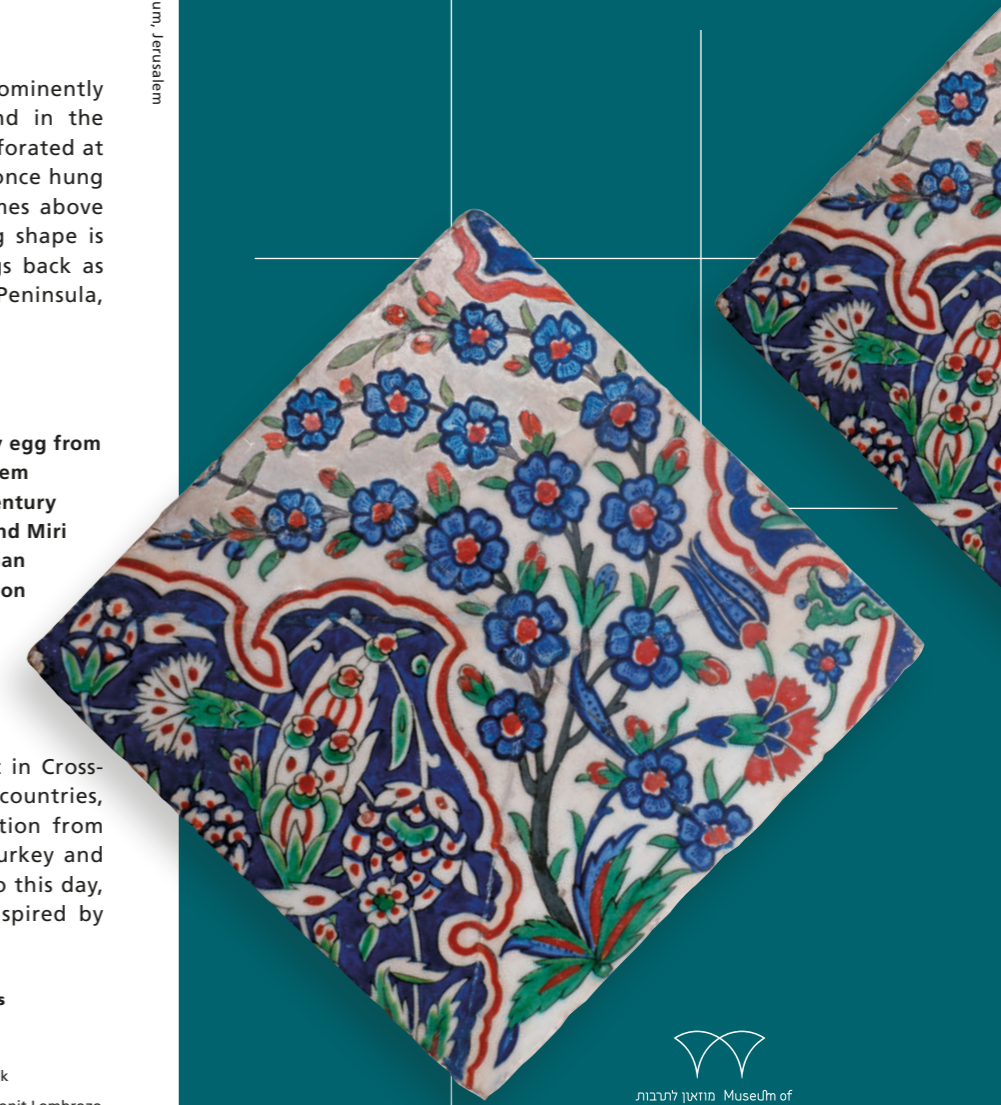 um, Jerusalem
ominently
nd in the
forated at
once hung
nes above
g shape is
gs back as
Peninsula,
y egg from
em
entury
nd Miri
an
on
t in Cross-
countries,
tion from
urkey and
o this day,
spired by
s
k
מוזאון לתרבות Museum of